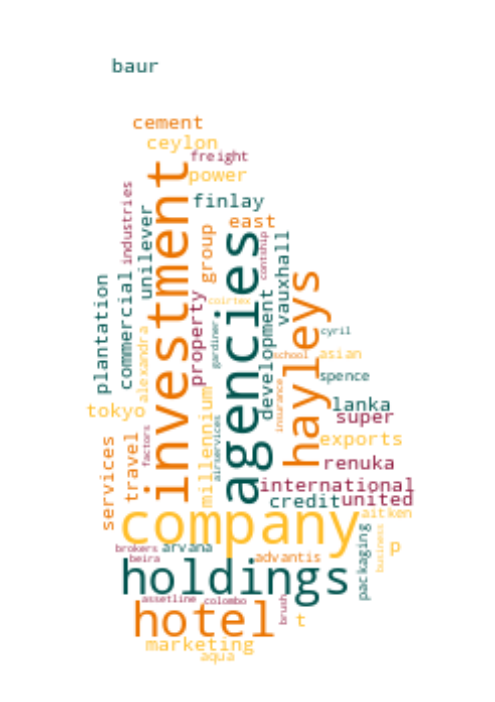 baur
cement
ceylon
freight
power
finlay
east
industries
unilever
investment
group
agencies
contship
vauxhall
hayleys
plantation
commercial
property
coirtex
development
gardiner
cyril
alexandra
school
asian
spence
insurance
tokyo
millennium
lanka
super
airservices
factors
travel
services
exports
renuka
international
credit
united
company
aitken
packaging
business
p
brokers
arvana
beira
advantis
holdings
assetline
colombo
brush
hotel
t
marketing
aqua